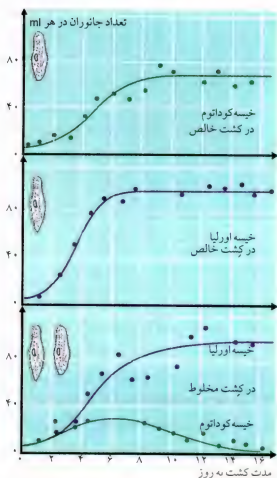 تعداد جانوران در هر ml
۸۰
۴۰
خیسه کوداتوم
در کشت خالص
۸۰
۴۰
خیسه اورلیا
در کشت خالص
۸۰
۴۰
خیسه اورلیا
در کشت مخلوط
خیسه کوداتوم
۰ ۲ ۴ ۶ ۸ ۱۰ ۱۲ ۱۴ ۱۶
مدت کشت به روز